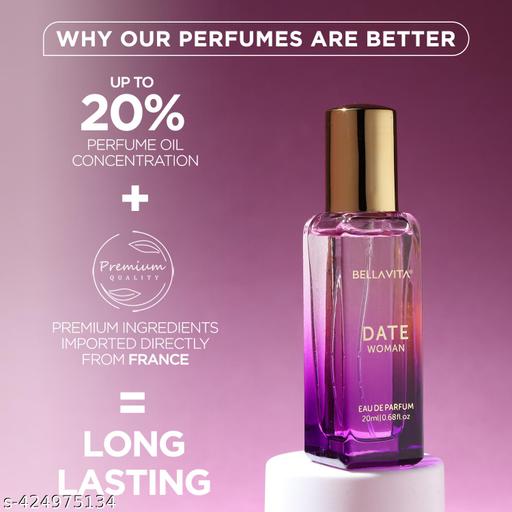 WHY OUR PERFUMES ARE BETTER
UP TO
20%
PERFUME OIL
CONCENTRATION
+
Premium
QUALITY
PREMIUM INGREDIENTS
IMPORTED DIRECTLY
FROM FRANCE
=
LONG
LASTING
BELLAVITA®
DATE
WOMAN
EAU DE PARFUM
20ml|0.68fl.oz
s-424975134